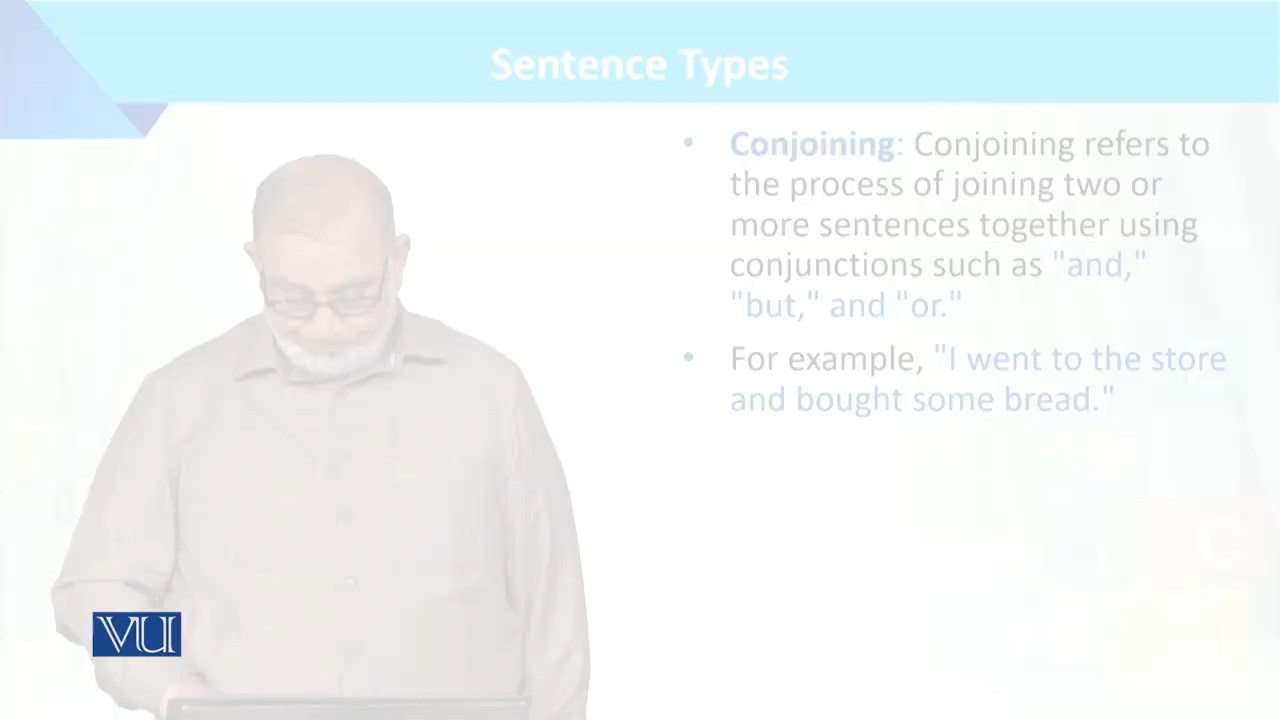 Sentence Types
• Conjoining: Conjoining refers to
the process of joining two or
more sentences together using
conjunctions such as "and,"
"but," and "or."
• For example, "I went to the store
and bought some bread."
VU